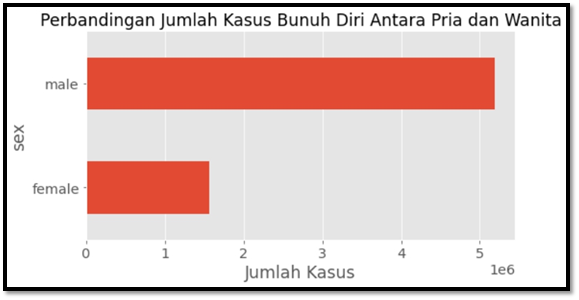 Perbandingan Jumlah Kasus Bunuh Diri Antara Pria dan Wanita
male
sex
female
0 1 2 3 4 5
1e6
Jumlah Kasus